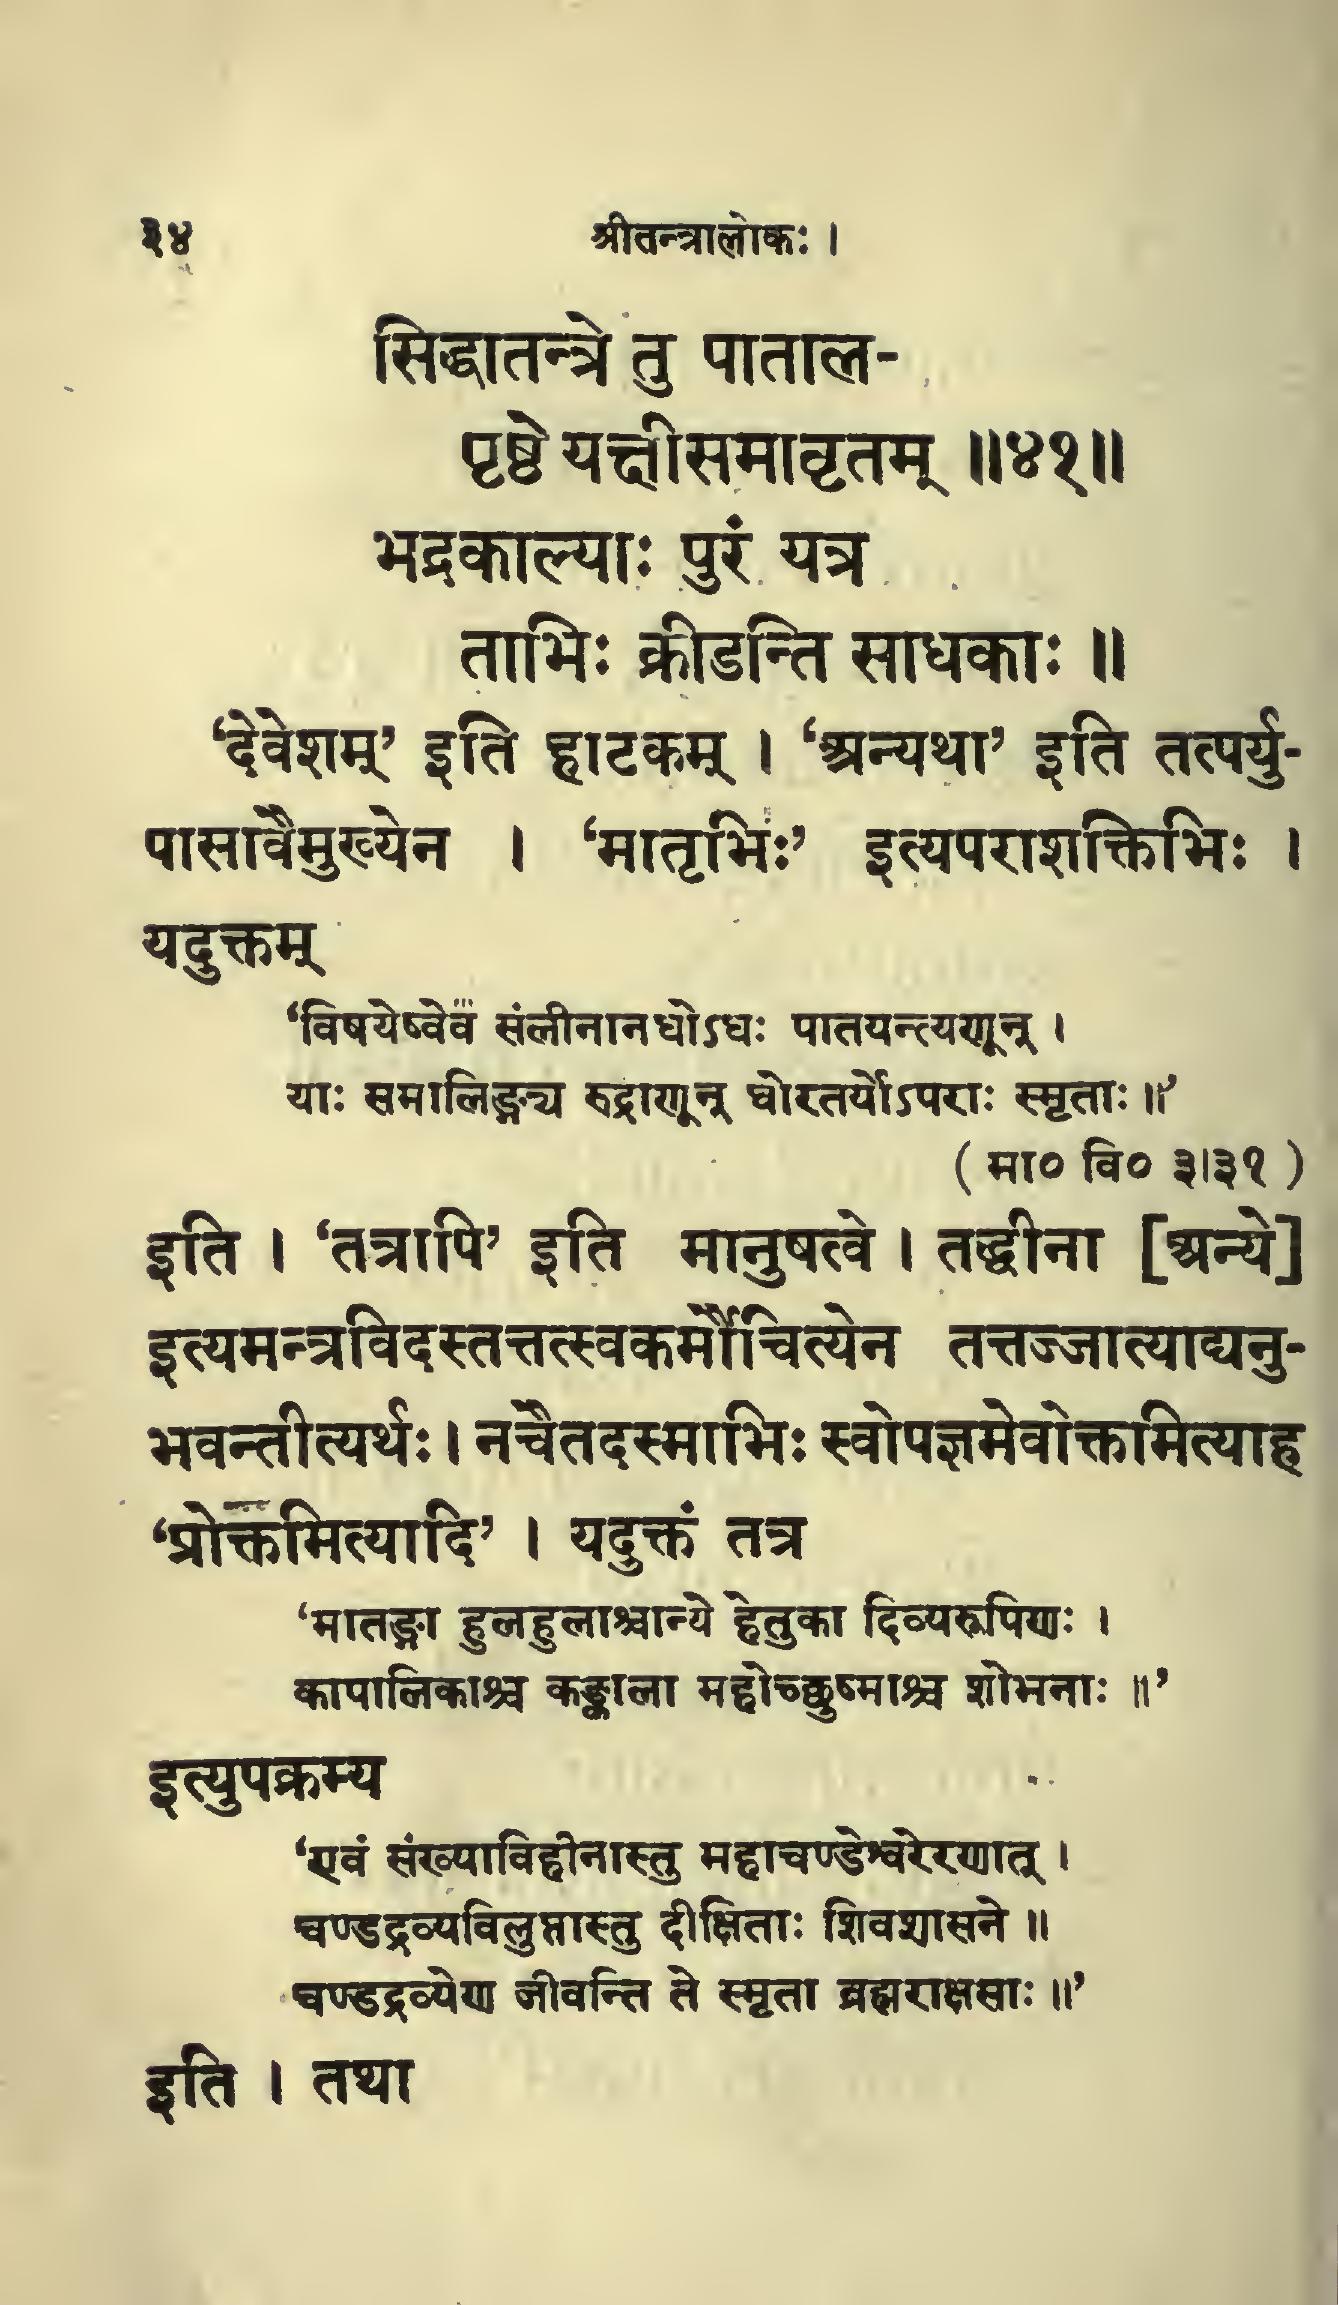 ३४ श्रीतन्त्रालोकः ।
सिद्धातन्त्रे तु पाताल-
पृष्ठे यक्षीसमावृतम् ॥४१॥
भद्रकाल्याः पुरं यत्र
ताभिः क्रीडन्ति साधकाः ॥
‘देवेशम्’ इति हाटकम् । ‘अन्यथा’ इति तत्पर्यु-
पासावैमुख्येन । ‘मातृभिः’ इत्यपराशक्तिभिः ।
यदुक्तम्
‘विषयेष्वेव संलीनानधोऽधः पातयन्त्यणून् ।
याः समालिङ्ग्य रुद्राणून् घोरतर्योऽपराः स्मृताः ॥’
( मा० वि० ३।३१ )
इति । ‘तत्रापि’ इति मानुषत्वे । तद्धीना [अन्ये]
इत्यमन्त्रविदस्तत्तत्स्वकर्मौचित्येन तत्तज्जात्याद्यनु-
भवन्तीत्यर्थः । नचैतदस्माभिः स्वोपज्ञमेवोक्तमित्याह
‘प्रोक्तमित्यादि’ । यदुक्तं तत्र
‘मातङ्गा हुलहुलाश्चान्ये हेतुका दिव्यरूपिणः ।
कापालिकाश्च कङ्काला महोच्छुष्माश्च शोभनाः ॥’
इत्युपक्रम्य
‘एवं संख्याविहीनास्तु महाचण्डेश्वरेरणात् ।
चण्डद्रव्यविलुप्तास्तु दीक्षिताः शिवशासने ॥
चण्डद्रव्येण जीवन्ति ते स्मृता ब्रह्मराक्षसाः ॥’
इति । तथा